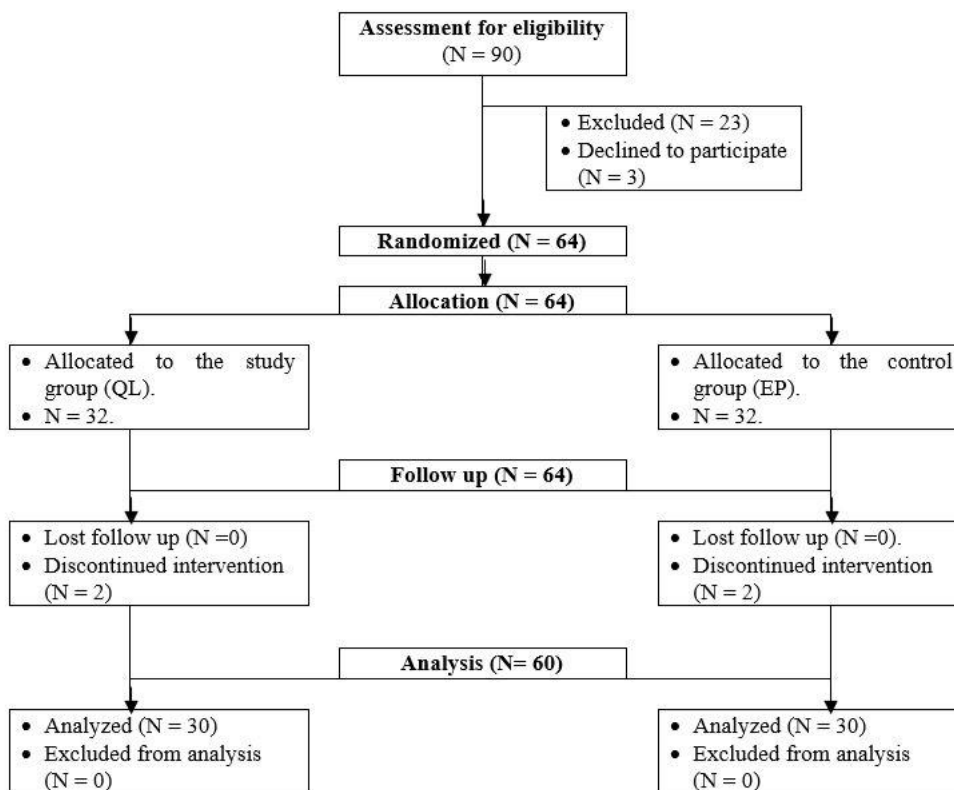 Assessment for eligibility
(N = 90)
• Excluded (N = 23)
• Declined to participate
(N = 3)
Randomized (N = 64)
Allocation (N = 64)
• Allocated to the study
group (QL).
• N = 32.
• Allocated to the control
group (EP).
• N = 32.
Follow up (N = 64)
• Lost follow up (N =0)
• Discontinued intervention
(N = 2)
• Lost follow up (N =0).
• Discontinued intervention
(N = 2)
Analysis (N= 60)
• Analyzed (N = 30)
• Excluded from analysis
(N = 0)
• Analyzed (N = 30)
• Excluded from analysis
(N = 0)